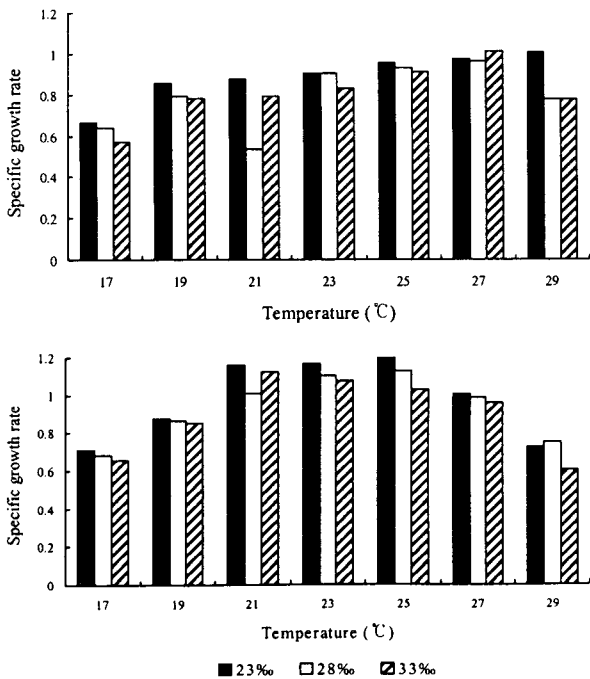 1.2
1
0.8
0.6
0.4
0.2
0
Specific growth rate
17 19 21 23 25 27 29
Temperature (℃)
1.2
1
0.8
0.6
0.4
0.2
0
Specific growth rate
17 19 21 23 25 27 29
Temperature (℃)
23‰ 28‰ 33‰